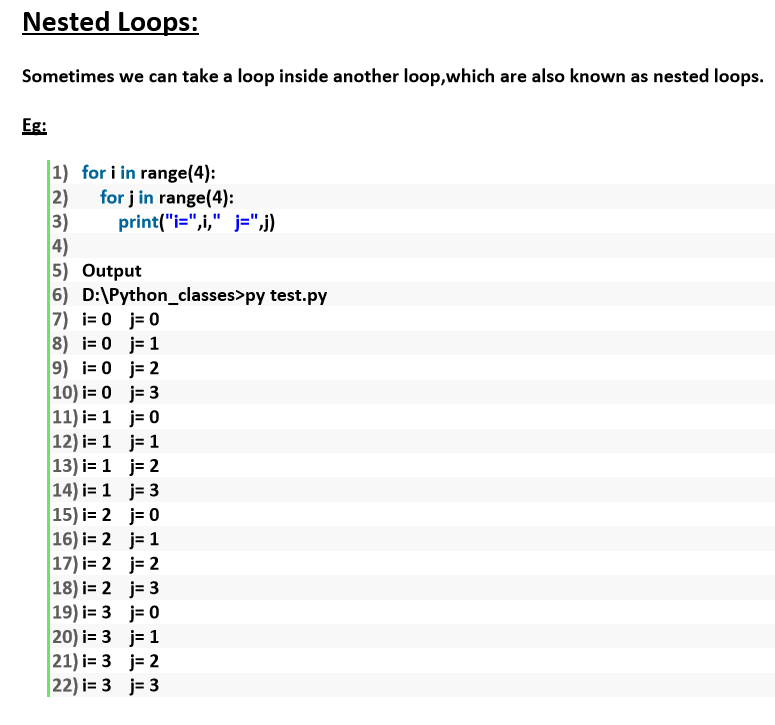 Nested Loops:
Sometimes we can take a loop inside another loop,which are also known as nested loops.
Eg:
1) for i in range(4):
2) for j in range(4):
3) print("i=",i," j=",j)
4)
5) Output
6) D:\Python_classes>py test.py
7) i= 0 j= 0
8) i= 0 j= 1
9) i= 0 j= 2
10) i= 0 j= 3
11) i= 1 j= 0
12) i= 1 j= 1
13) i= 1 j= 2
14) i= 1 j= 3
15) i= 2 j= 0
16) i= 2 j= 1
17) i= 2 j= 2
18) i= 2 j= 3
19) i= 3 j= 0
20) i= 3 j= 1
21) i= 3 j= 2
22) i= 3 j= 3